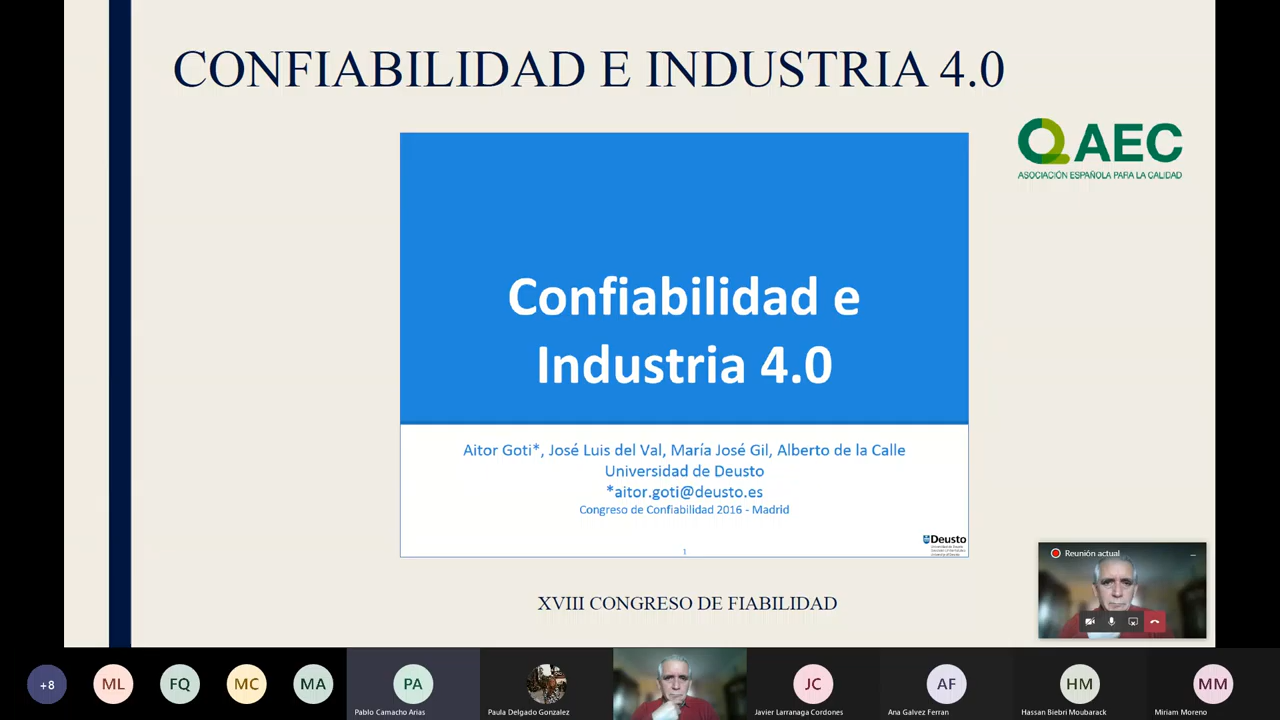 CONFIABILIDAD E INDUSTRIA 4.0
AEC
ASOCIACIÓN ESPAÑOLA PARA LA CALIDAD
Confiabilidad e
Industria 4.0
Aitor Goti*, José Luis del Val, María José Gil, Alberto de la Calle
Universidad de Deusto
*aitor.goti@deusto.es
Congreso de Confiabilidad 2016 - Madrid
Deusto
1
XVIII CONGRESO DE FIABILIDAD
Reunión actual
+8
ML
FQ
MC
MA
PA
JC
AF
HM
MM
Pablo Camacho Arias
Paula Delgado Gonzalez
Javier Larranaga Cordones
Ana Galvez Ferran
Hassan Biebri Moubarack
Miriam Moreno